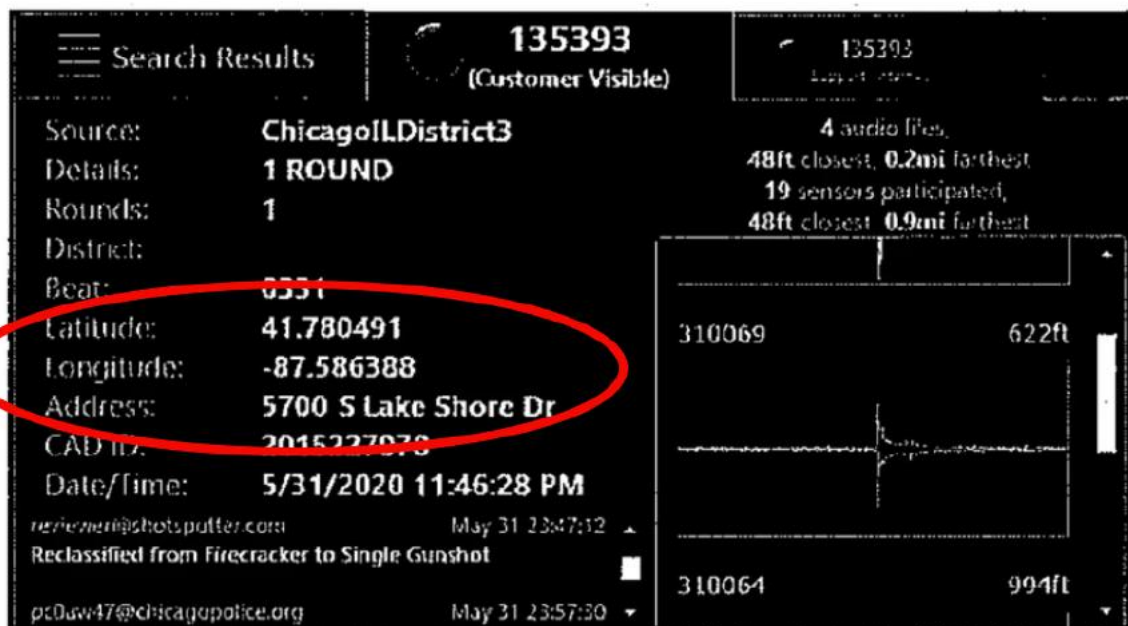 Search Results
135393
(Customer Visible)
135393
Source: ChicagoILDistrict3
Details: 1 ROUND
Rounds: 1
District:
Beat:
Latitude: 41.780491
Longitude: -87.586388
Address: 5700 S Lake Shore Dr
CAD ID:
Date/Time: 5/31/2020 11:46:28 PM
May 31 23:47:12
Reclassified from Firecracker to Single Gunshot
May 31 23:57:30
4 audio files,
48ft closest, 0.2mi farthest
19 sensors participated,
48ft closest, 0.9mi farthest
310069 622ft
310064 994ft